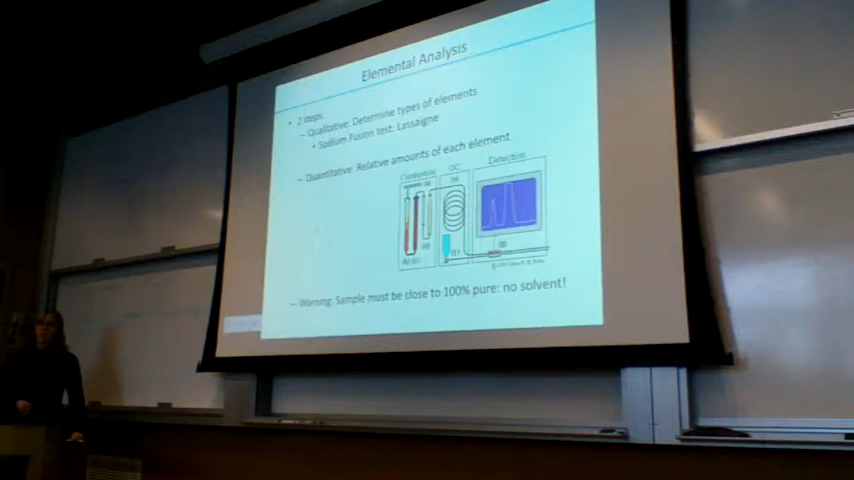 Elemental Analysis
• 2 steps:
– Qualitative: Determine types of elements
• Sodium Fusion test: Lassaigne
– Quantitative: Relative amounts of each element
Combustion GC Detection
– Warning: Sample must be close to 100% pure: no solvent!